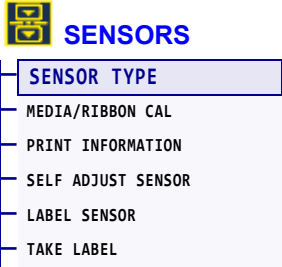 SENSORS
SENSOR TYPE
MEDIA/RIBBON CAL
PRINT INFORMATION
SELF ADJUST SENSOR
LABEL SENSOR
TAKE LABEL